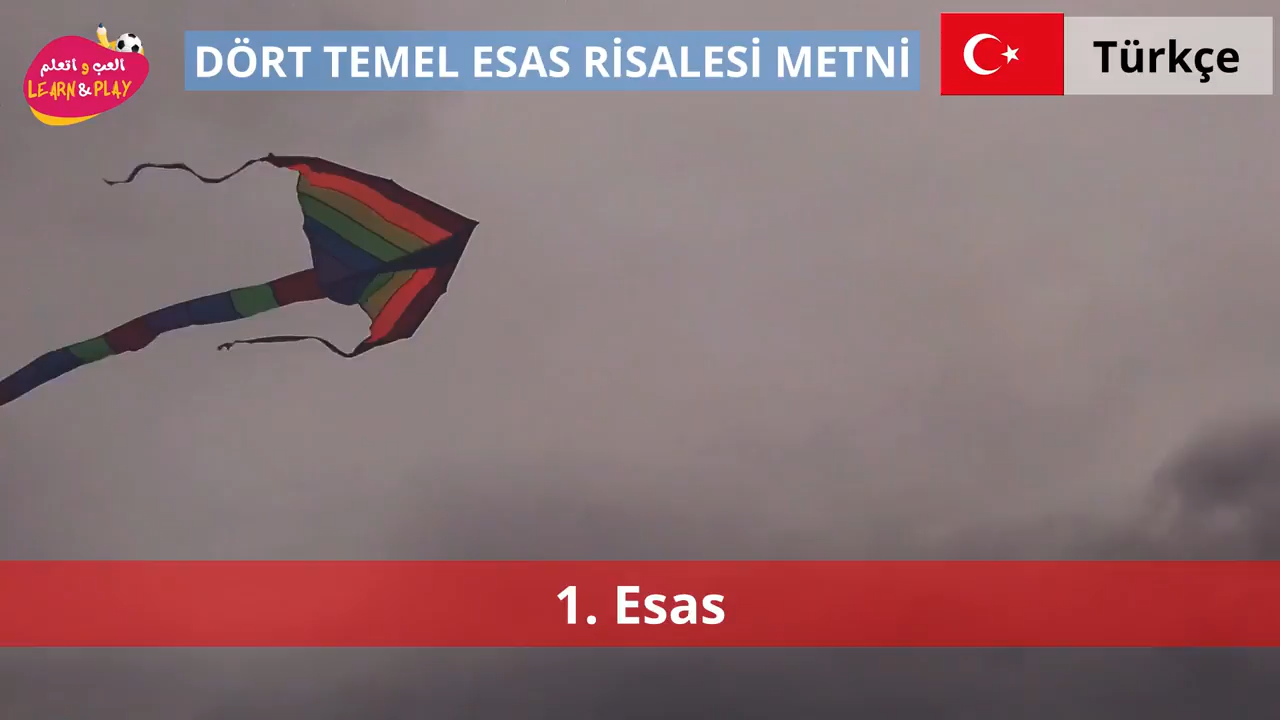 العب و اتعلم
LEARN&PLAY
DÖRT TEMEL ESAS RİSALESİ METNİ
Türkçe
1. Esas